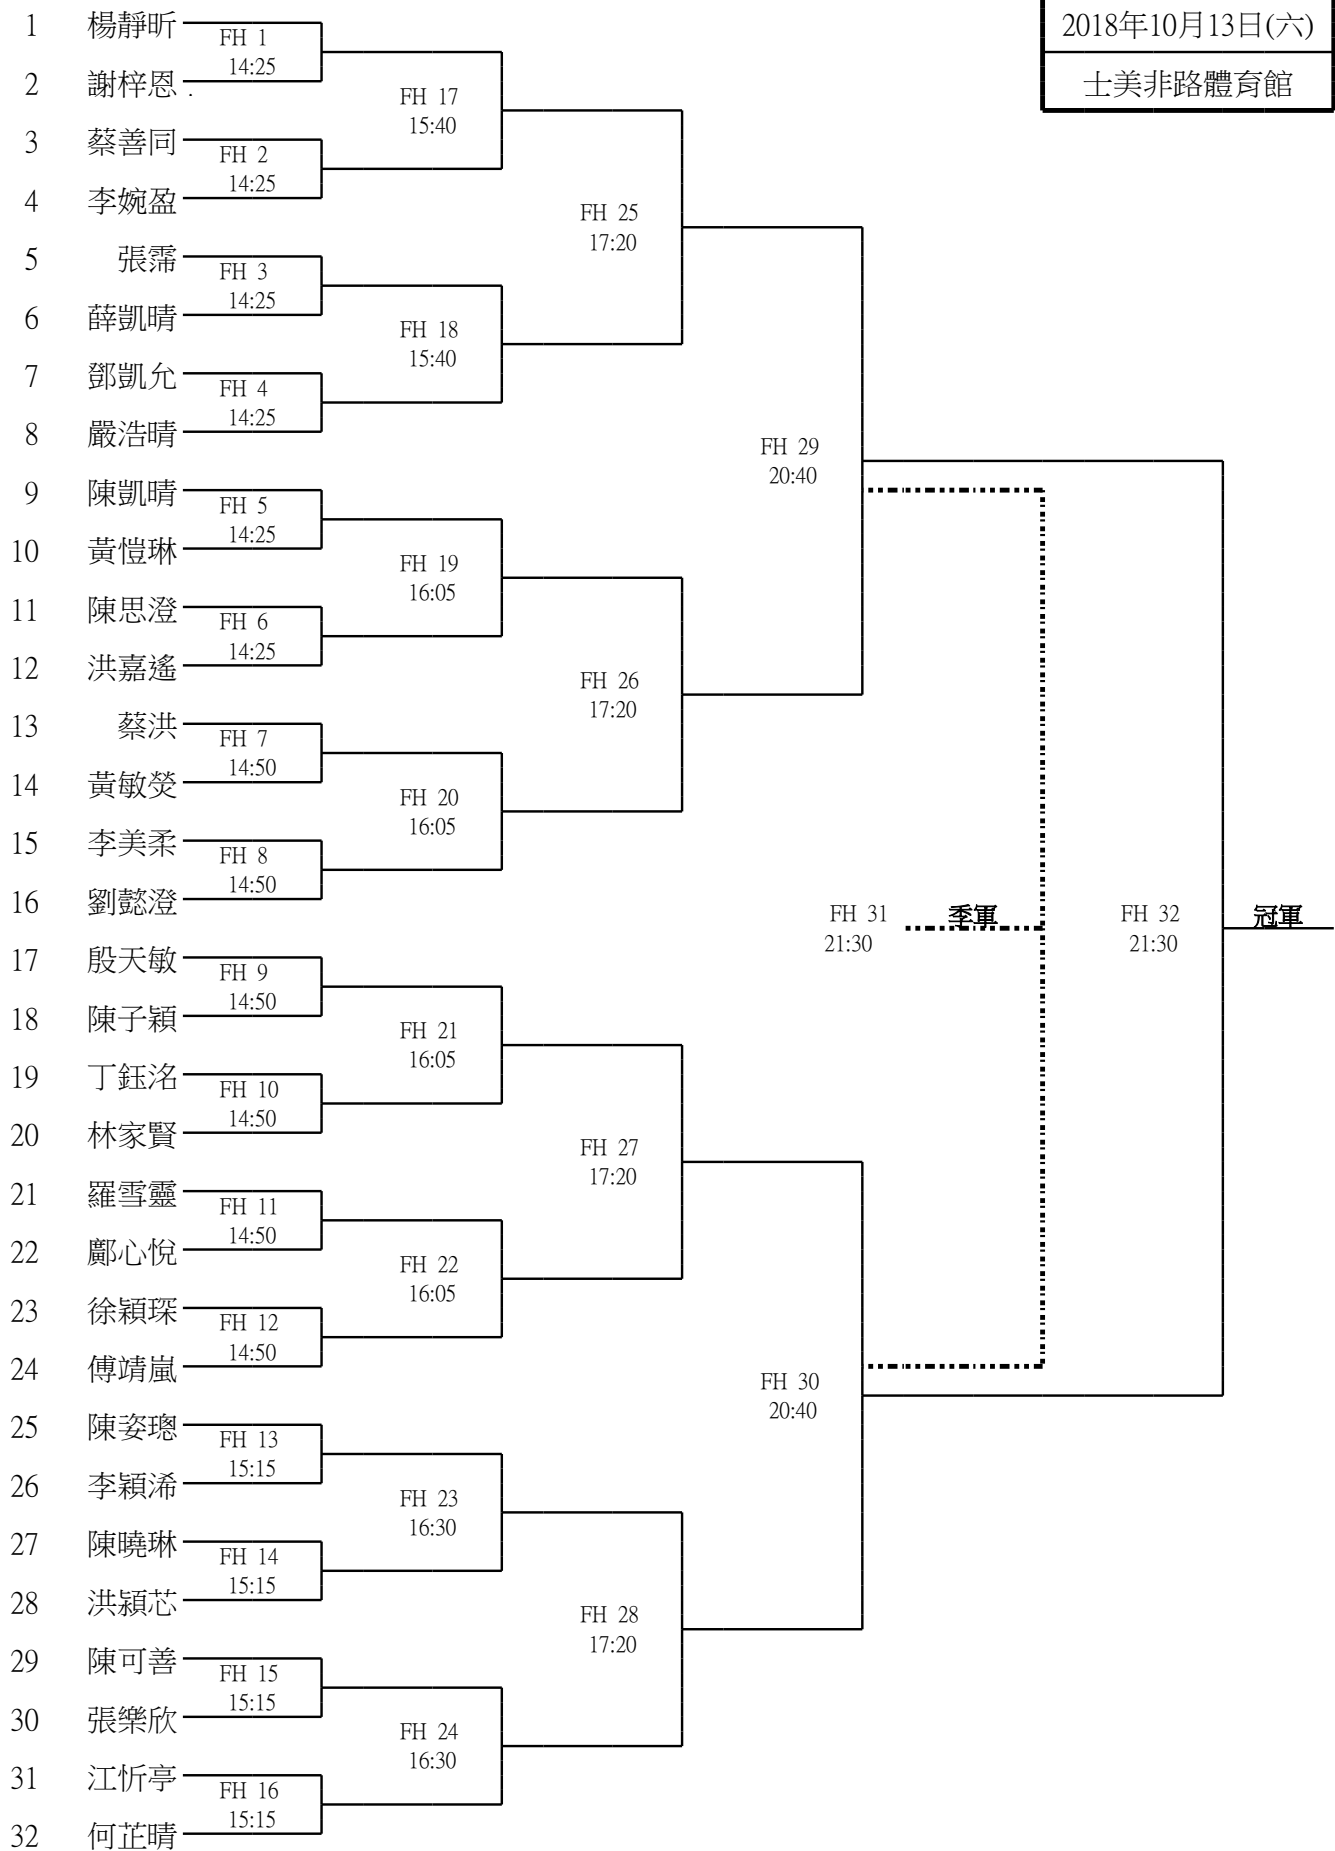 2018年10月13日(六)
士美非路體育館
1 楊靜昕
FH 1
14:25
2 謝梓恩 .
FH 17
15:40
3 蔡善同
FH 2
14:25
4 李婉盈
FH 25
17:20
5 張霈
FH 3
14:25
6 薛凱晴
FH 18
15:40
7 鄧凱允
FH 4
14:25
8 嚴浩晴
FH 29
20:40
9 陳凱晴
FH 5
14:25
10 黃愷琳
FH 19
16:05
11 陳思澄
FH 6
14:25
12 洪嘉遙
FH 26
17:20
13 蔡洪
FH 7
14:50
14 黃敏熒
FH 20
16:05
15 李美柔
FH 8
14:50
16 劉懿澄
FH 31 季軍
21:30
FH 32 冠軍
21:30
17 殷天敏
FH 9
14:50
18 陳子穎
FH 21
16:05
19 丁鈺洺
FH 10
14:50
20 林家賢
FH 27
17:20
21 羅雪靈
FH 11
14:50
22 鄺心悅
FH 22
16:05
23 徐穎琛
FH 12
14:50
24 傅靖嵐
FH 30
20:40
25 陳姿璁
FH 13
15:15
26 李穎浠
FH 23
16:30
27 陳曉琳
FH 14
15:15
28 洪潁芯
FH 28
17:20
29 陳可善
FH 15
15:15
30 張樂欣
FH 24
16:30
31 江忻亭
FH 16
15:15
32 何芷晴